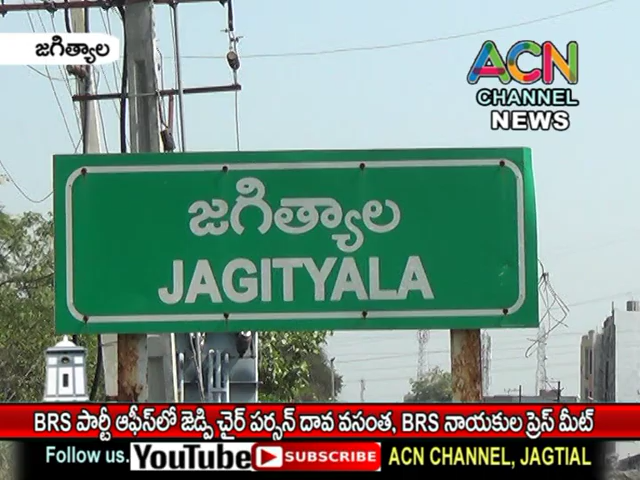 జగిత్యాల
ACN
CHANNEL
NEWS
జగిత్యాల
JAGITYALA
BRS పార్టీ ఆఫీస్‌లో జెడ్పి చైర్ పర్సన్ దావ వసంత, BRS నాయకుల ప్రెస్ మీట్
Follow us. YouTube SUBSCRIBE ACN CHANNEL, JAGTIAL